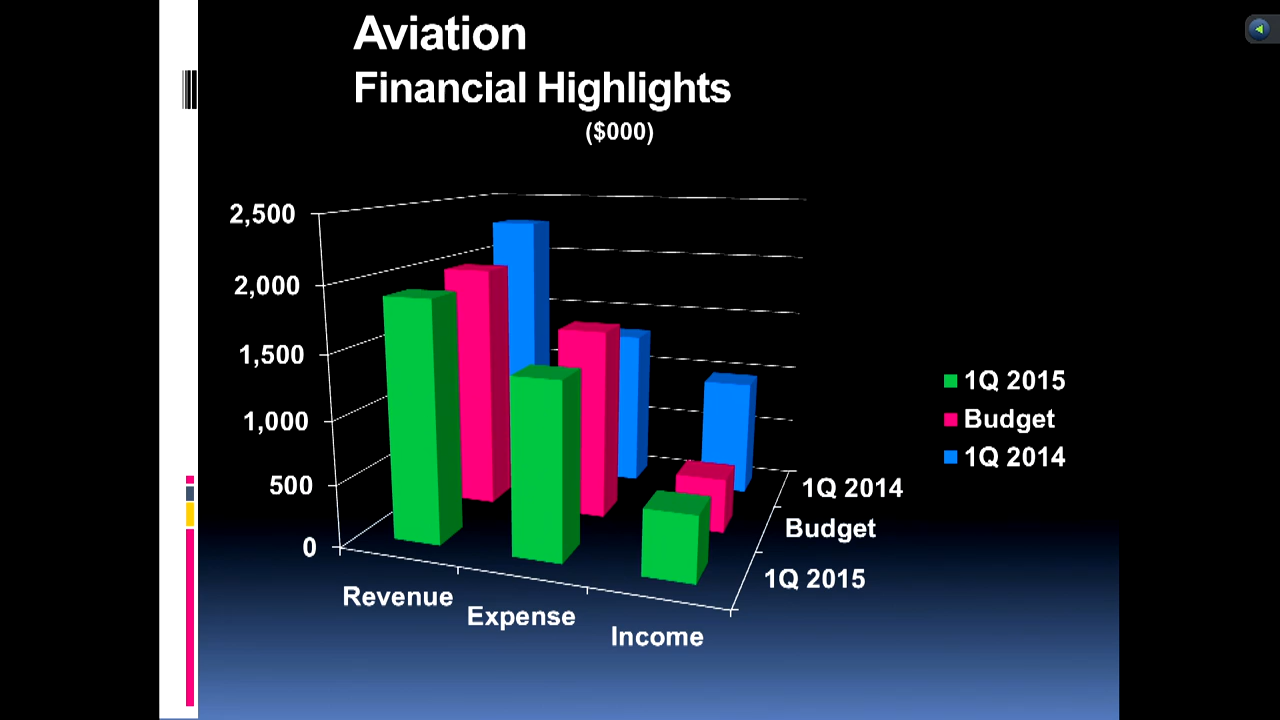 Aviation
Financial Highlights
($000)
2,500
2,000
1,500
1,000
500
0
Revenue
Expense
Income
1Q 2014
Budget
1Q 2015
1Q 2015
Budget
1Q 2014